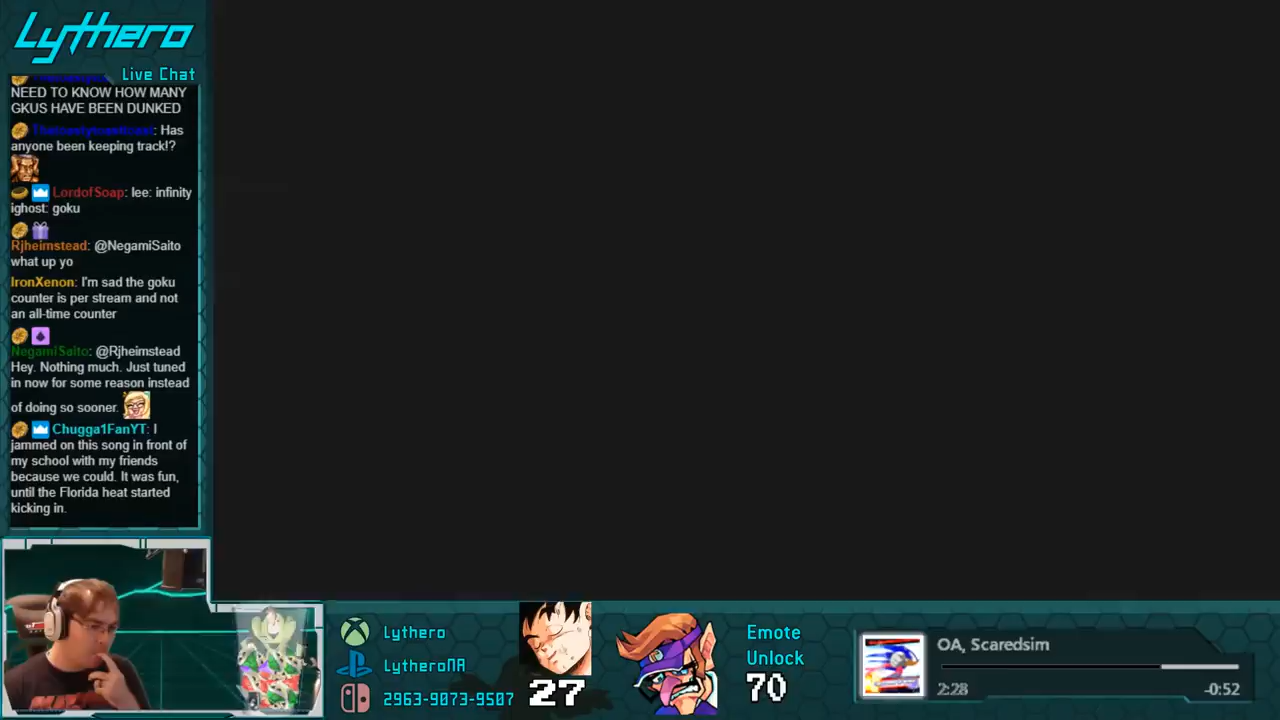 Lythero
Live Chat
NEED TO KNOW HOW MANY
GKUS HAVE BEEN DUNKED
: Has
anyone been keeping track!?
LordofSoap: lee: infinity
ighost: goku
Rjheimstead: @NegamiSaito
what up yo
IronXenon: I'm sad the goku
counter is per stream and not
an all-time counter
NegamiSaito: @Rjheimstead
Hey. Nothing much. Just tuned
in now for some reason instead
of doing so sooner.
Chugga1FanYT: I
jammed on this song in front of
my school with my friends
because we could. It was fun,
until the Florida heat started
kicking in.
Lythero
LytheroNA
2963-9073-9507
27
Emote
Unlock
70
OA, Scaredsim
2:28
-0:52